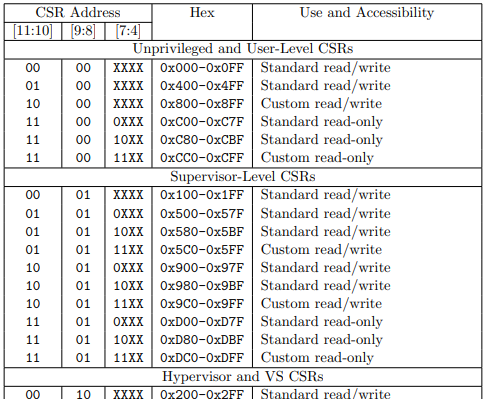 CSR Address Hex Use and Accessibility
[11:10] [9:8] [7:4]
Unprivileged and User-Level CSRs
00 00 XXXX 0x000-0x0FF Standard read/write
01 00 XXXX 0x400-0x4FF Standard read/write
10 00 XXXX 0x800-0x8FF Custom read/write
11 00 0XXX 0xC00-0xC7F Standard read-only
11 00 10XX 0xC80-0xCBF Standard read-only
11 00 11XX 0xCC0-0xCFF Custom read-only
Supervisor-Level CSRs
00 01 XXXX 0x100-0x1FF Standard read/write
01 01 0XXX 0x500-0x57F Standard read/write
01 01 10XX 0x580-0x5BF Standard read/write
01 01 11XX 0x5C0-0x5FF Custom read/write
10 01 0XXX 0x900-0x97F Standard read/write
10 01 10XX 0x980-0x9BF Standard read/write
10 01 11XX 0x9C0-0x9FF Custom read/write
11 01 0XXX 0xD00-0xD7F Standard read-only
11 01 10XX 0xD80-0xDBF Standard read-only
11 01 11XX 0xDC0-0xDFF Custom read-only
Hypervisor and VS CSRs
00 10 XXXX 0x200-0x2FF Standard read/write